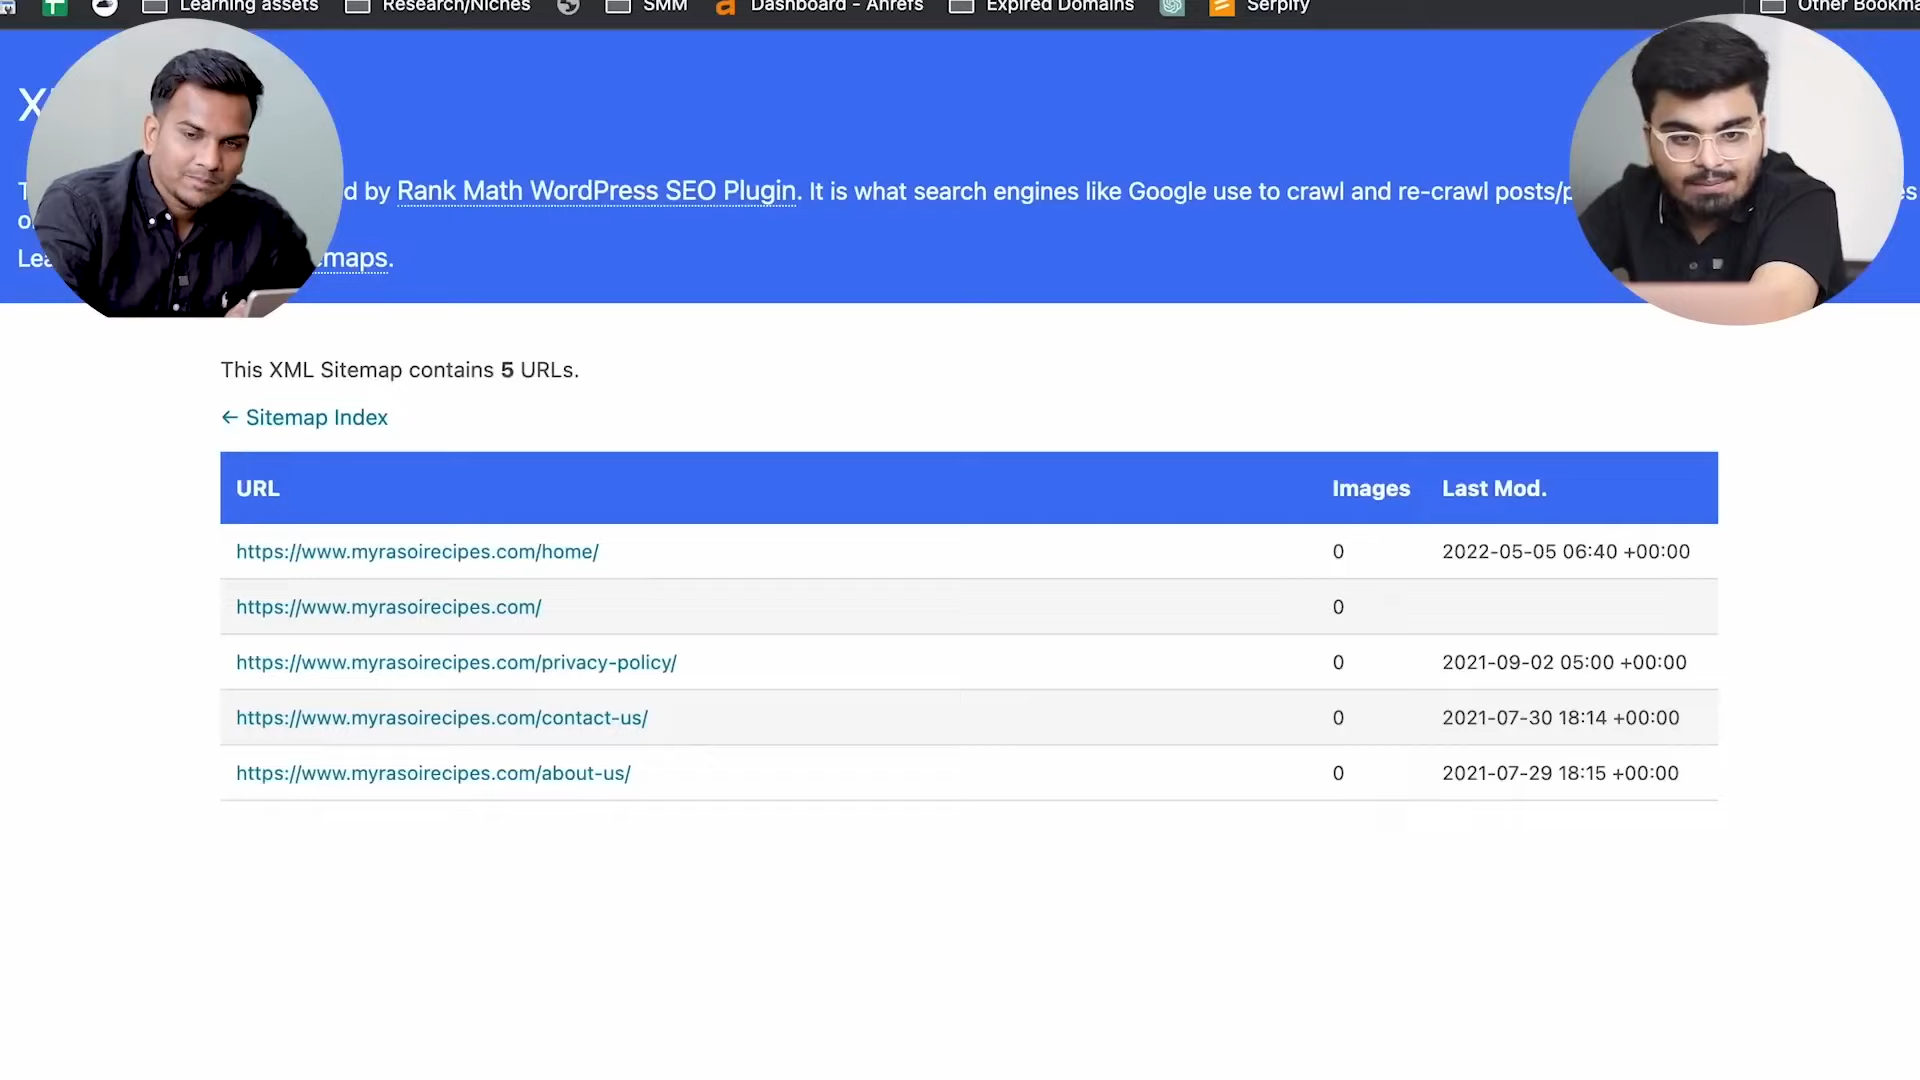 Learning assets
Research/Niches
SMM
Dashboard - Ahrefs
Expired Domains
Serpify
Other Bookma
X
d by Rank Math WordPress SEO Plugin. It is what search engines like Google use to crawl and re-crawl posts/p
Lea emaps.
This XML Sitemap contains 5 URLs.
← Sitemap Index
URL Images Last Mod.
https://www.myrasoirecipes.com/home/ 0 2022-05-05 06:40 +00:00
https://www.myrasoirecipes.com/ 0
https://www.myrasoirecipes.com/privacy-policy/ 0 2021-09-02 05:00 +00:00
https://www.myrasoirecipes.com/contact-us/ 0 2021-07-30 18:14 +00:00
https://www.myrasoirecipes.com/about-us/ 0 2021-07-29 18:15 +00:00